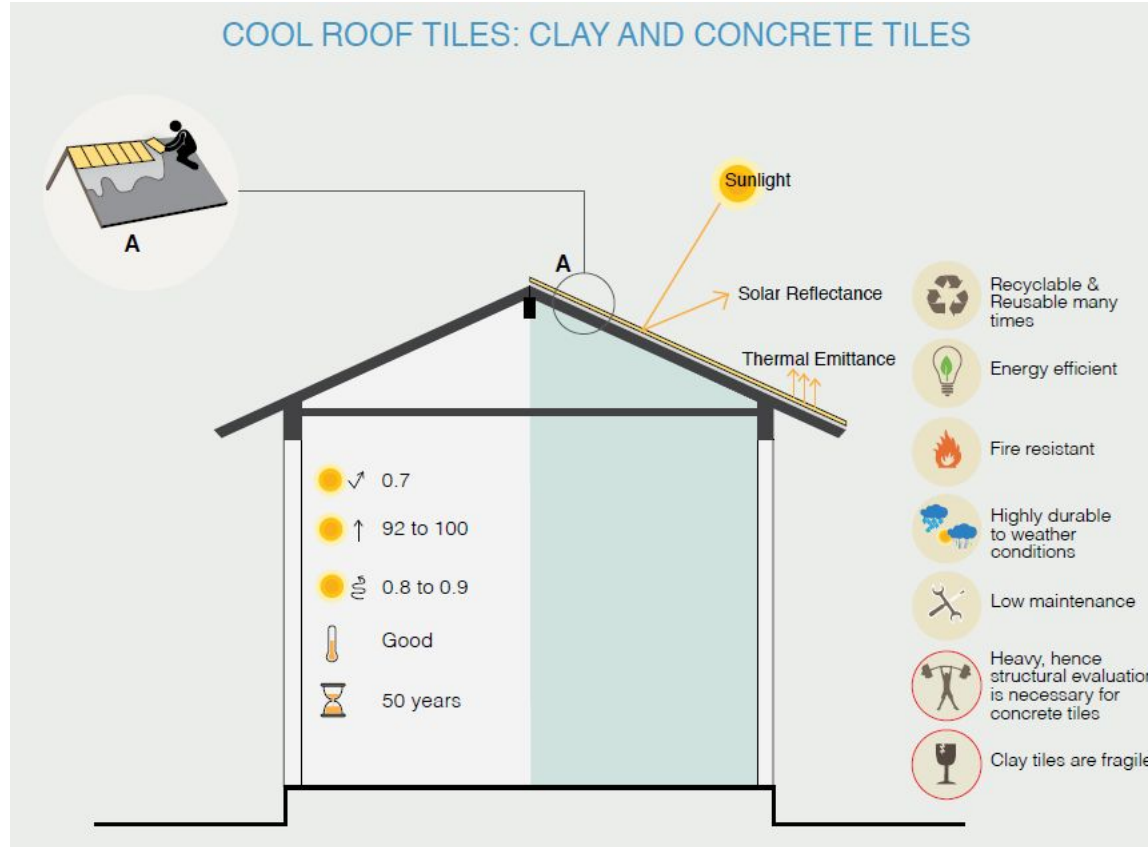 COOL ROOF TILES: CLAY AND CONCRETE TILES
A
A
Sunlight
Solar Reflectance
Thermal Emittance
0.7
92 to 100
0.8 to 0.9
Good
50 years
Recyclable &
Reusable many
times
Energy efficient
Fire resistant
Highly durable
to weather
conditions
Low maintenance
Heavy, hence
structural evaluation
is necessary for
concrete tiles
Clay tiles are fragile